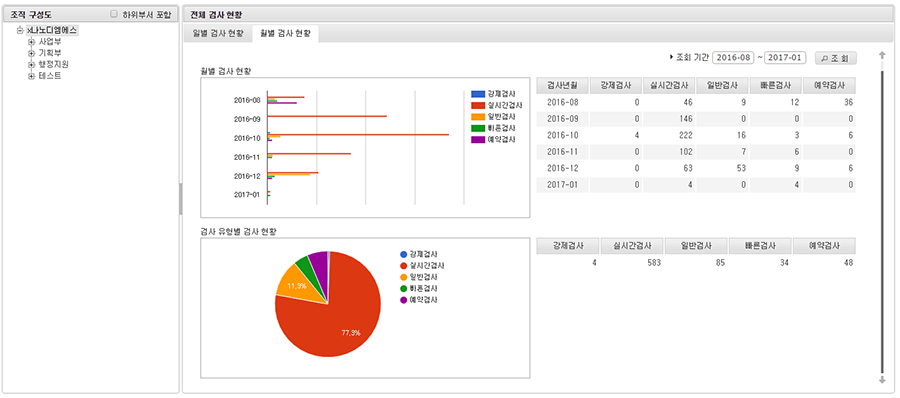 조직 구성도 하위부서 포함
x나노디엠에스
사업부
기획부
행정지원
테스트
전체 검사 현황
일별 검사 현황 월별 검사 현황
조회 기간 2016-08 ~ 2017-01 조 회
월별 검사 현황
2016-08
2016-09
2016-10
2016-11
2016-12
2017-01
강제검사
실시간검사
일반검사
빠른검사
예약검사
검사년월 강제검사 실시간검사 일반검사 빠른검사 예약검사
2016-08 0 46 9 12 36
2016-09 0 146 0 0 0
2016-10 4 222 16 3 6
2016-11 0 102 7 6 0
2016-12 0 63 53 9 6
2017-01 0 4 0 4 0
검사 유형별 검사 현황
11.3%
77.3%
강제검사
실시간검사
일반검사
빠른검사
예약검사
강제검사 실시간검사 일반검사 빠른검사 예약검사
4 583 85 34 48